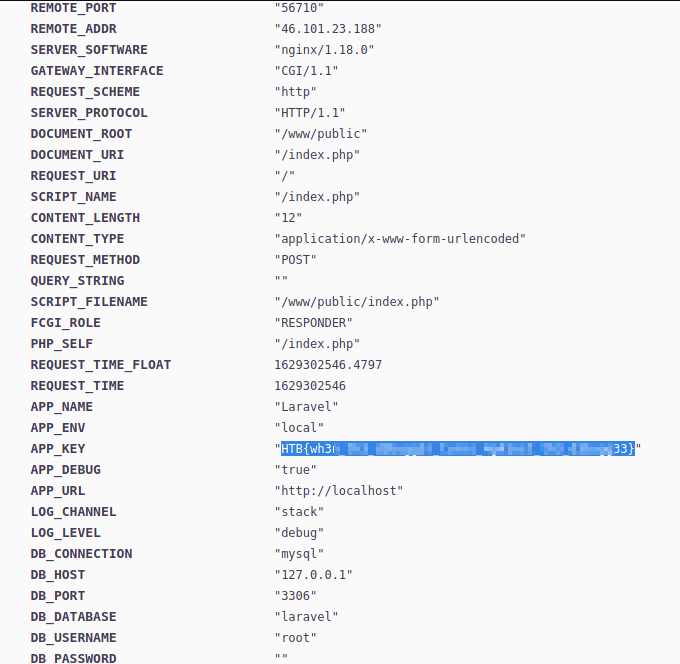 REMOTE_PORT "56710"
REMOTE_ADDR "46.101.23.188"
SERVER_SOFTWARE "nginx/1.18.0"
GATEWAY_INTERFACE "CGI/1.1"
REQUEST_SCHEME "http"
SERVER_PROTOCOL "HTTP/1.1"
DOCUMENT_ROOT "/www/public"
DOCUMENT_URI "/index.php"
REQUEST_URI "/"
SCRIPT_NAME "/index.php"
CONTENT_LENGTH "12"
CONTENT_TYPE "application/x-www-form-urlencoded"
REQUEST_METHOD "POST"
QUERY_STRING ""
SCRIPT_FILENAME "/www/public/index.php"
FCGI_ROLE "RESPONDER"
PHP_SELF "/index.php"
REQUEST_TIME_FLOAT 1629302546.4797
REQUEST_TIME 1629302546
APP_NAME "Laravel"
APP_ENV "local"
APP_KEY "HTB{wh3 33}"
APP_DEBUG "true"
APP_URL "http://localhost"
LOG_CHANNEL "stack"
LOG_LEVEL "debug"
DB_CONNECTION "mysql"
DB_HOST "127.0.0.1"
DB_PORT "3306"
DB_DATABASE "laravel"
DB_USERNAME "root"
DB_PASSWORD ""